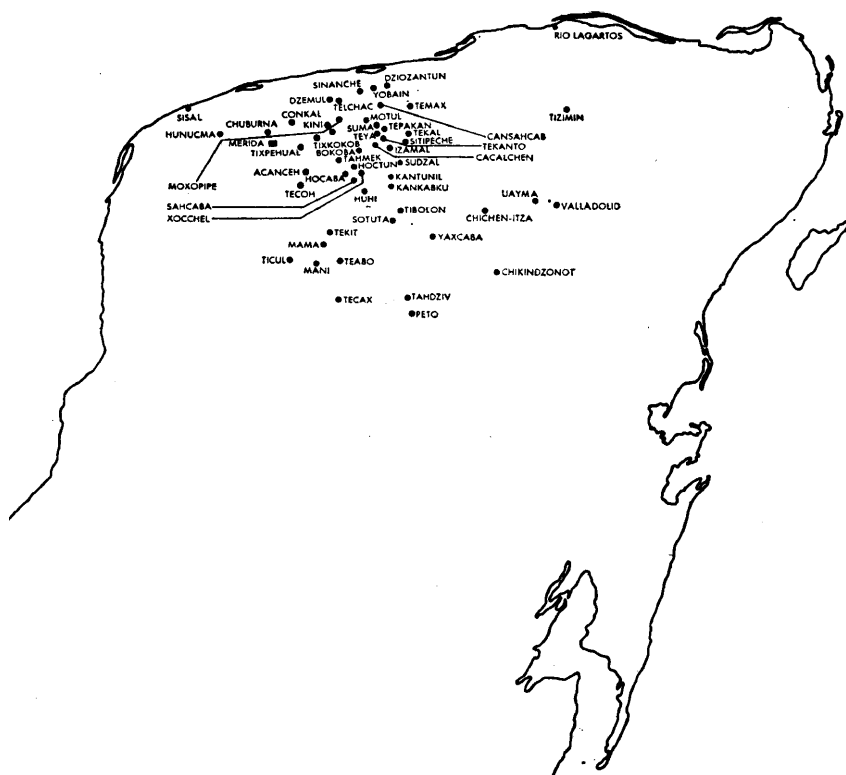 RIO LAGARTOS
DZIOZANTUN
SINANCHE
YOBAIN
DZEMUL
TELCHAC
TEMAX
SISAL
TIZIMIN
CONKAL
MOTUL
CHUBURNA
KINI
SUMA
TEPAKAN
HUNUCMA
TEYA
TEKAL
CANSAHCAB
MERIDA
TIXKOKOB
SITIPECHE
TEKANTO
TIXPEHUAL
BOKOBA
IZAMAL
CACALCHEN
TAHMEK
HOCTUN
SUDZAL
ACANCEH
HOCABA
KANTUNIL
MOXOPIPE
TECOH
KANKABKU
SAHCABA
HUHI
UAYMA
VALLADOLID
XOCCHEL
TIBOLON
CHICHEN-ITZA
SOTUTA
TEKIT
YAXCABA
MAMA
TICUL
MANI
TEABO
CHIKINDZONOT
TECAX
TAHDZIV
PETO